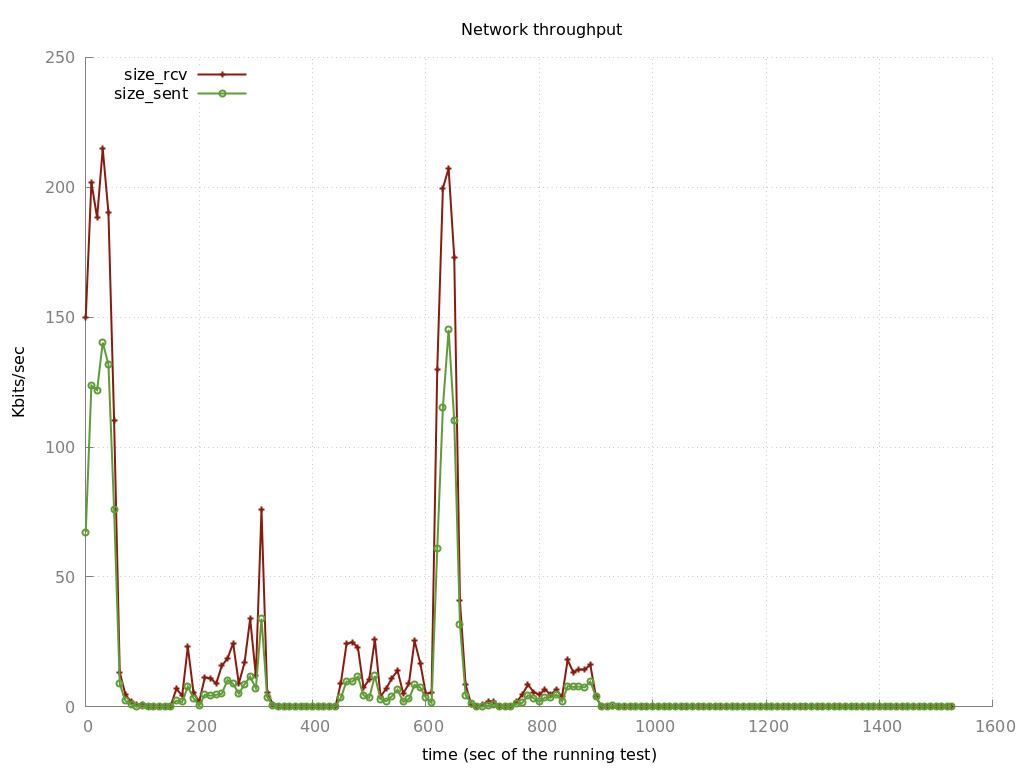 Network throughput
250
size_rcv
size_sent
200
150
Kbits/sec
100
50
0
0 200 400 600 800 1000 1200 1400 1600
time (sec of the running test)